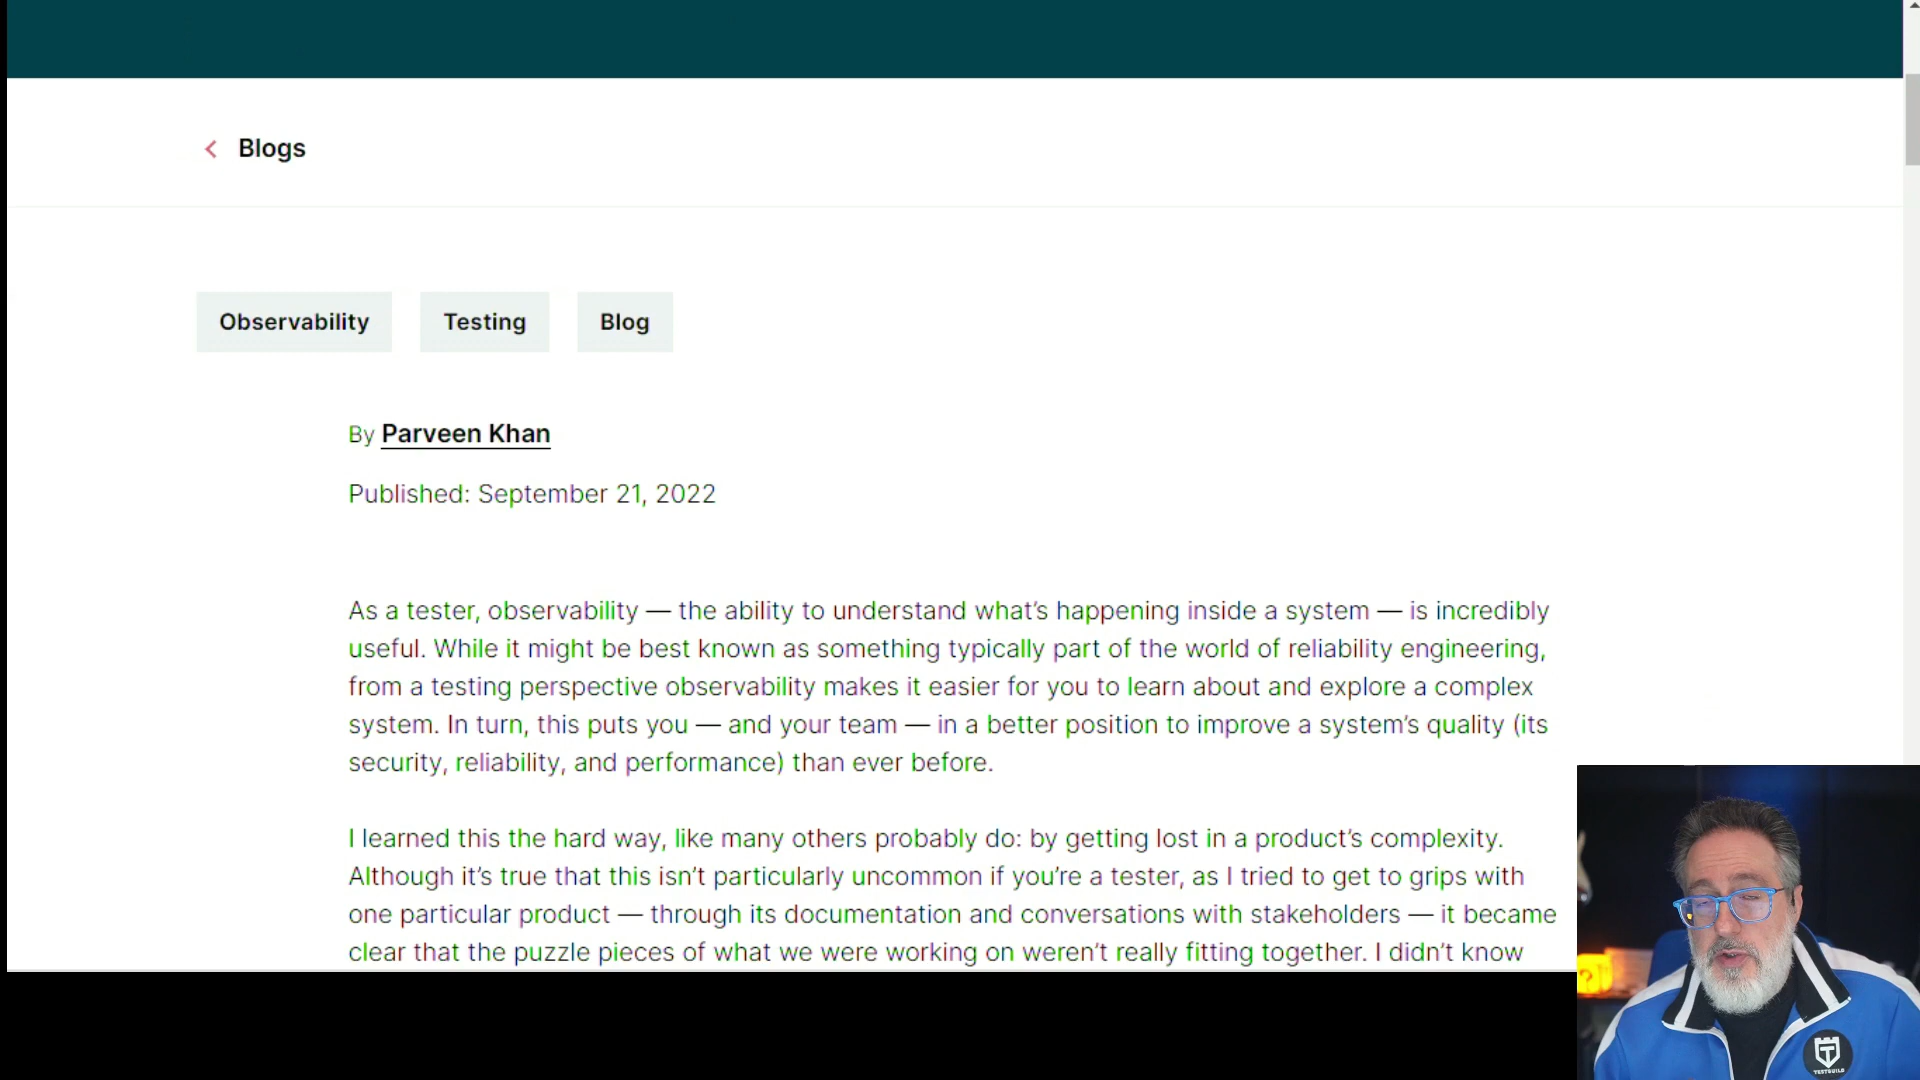 Blogs
Observability Testing Blog
By Parveen Khan
Published: September 21, 2022
As a tester, observability — the ability to understand what's happening inside a system — is incredibly
useful. While it might be best known as something typically part of the world of reliability engineering,
from a testing perspective observability makes it easier for you to learn about and explore a complex
system. In turn, this puts you — and your team — in a better position to improve a system's quality (its
security, reliability, and performance) than ever before.
I learned this the hard way, like many others probably do: by getting lost in a product's complexity.
Although it's true that this isn't particularly uncommon if you're a tester, as I tried to get to grips with
one particular product — through its documentation and conversations with stakeholders — it became
clear that the puzzle pieces of what we were working on weren't really fitting together. I didn't know
?
T
TESTGUILD